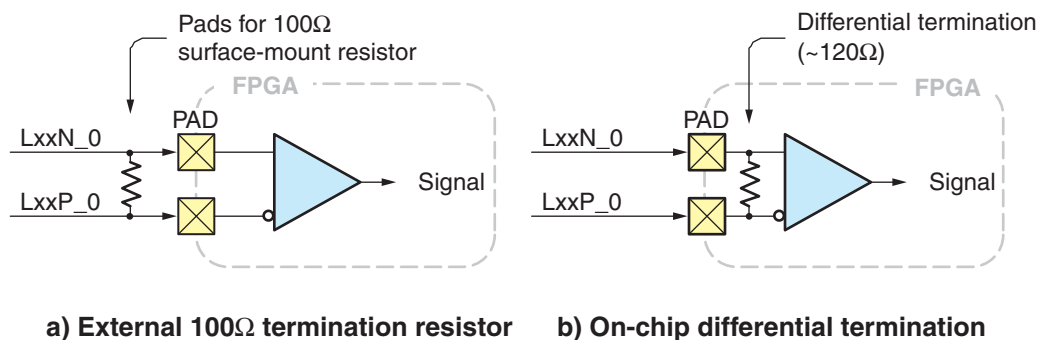 Pads for 100Ω
surface-mount resistor
FPGA
PAD
LxxN_0
LxxP_0
Signal
Differential termination
(~120Ω)
FPGA
PAD
LxxN_0
LxxP_0
Signal
a) External 100Ω termination resistor
b) On-chip differential termination